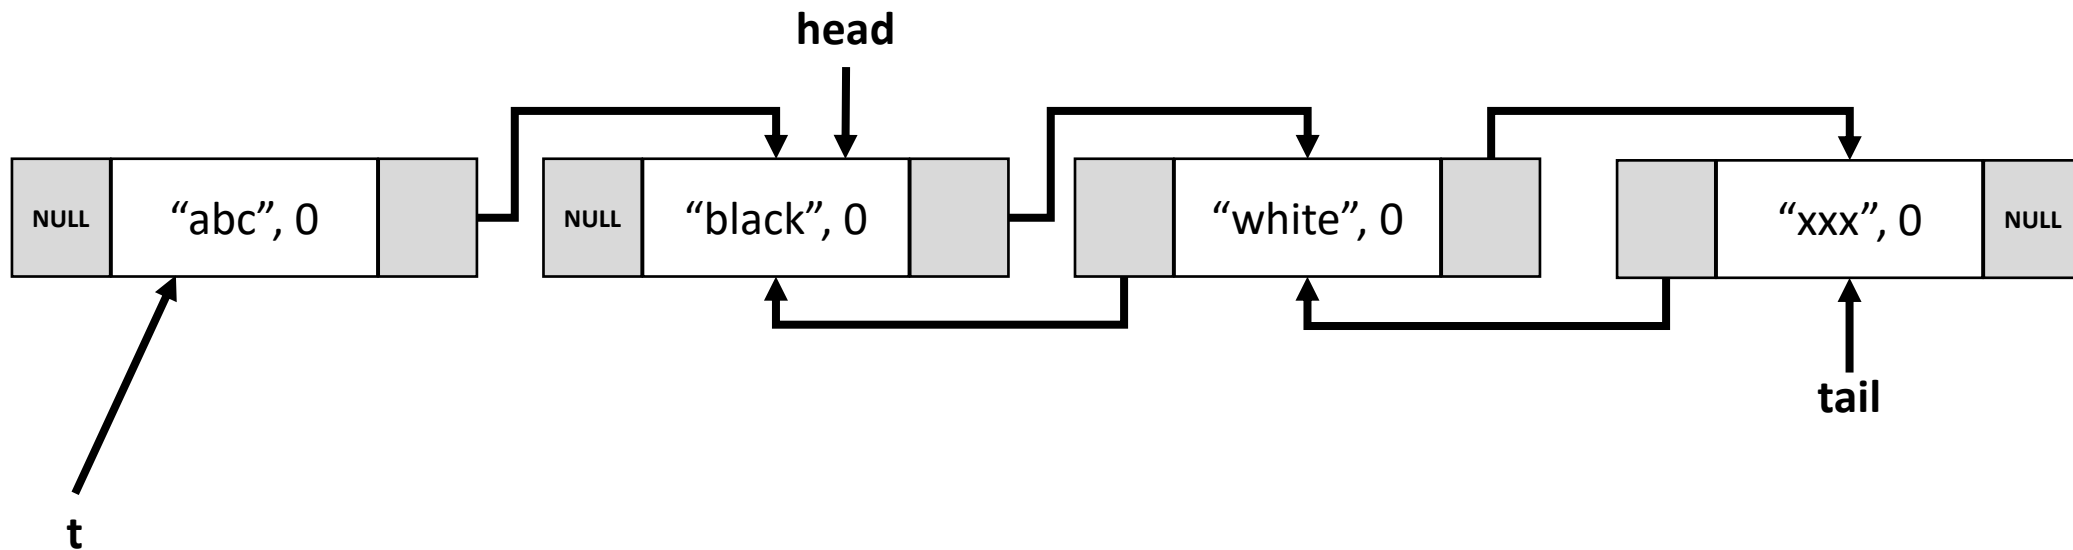 head
NULL
“abc”, 0
NULL
“black”, 0
“white”, 0
“xxx”, 0
NULL
tail
t